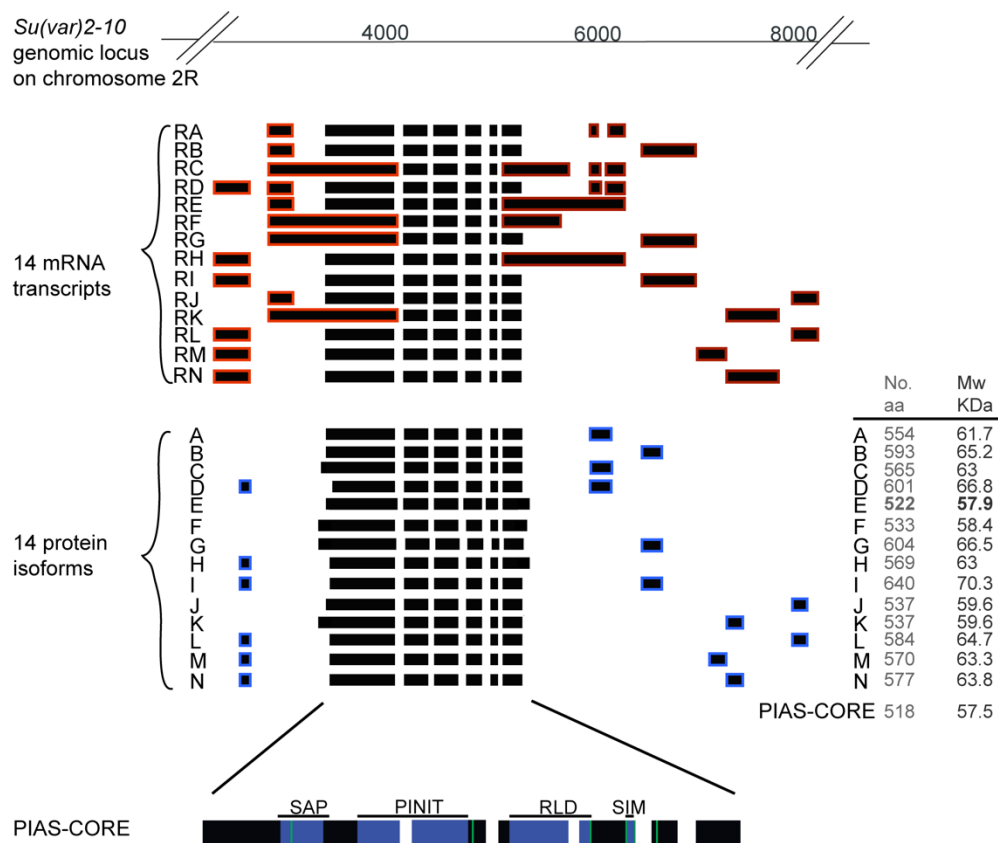 Su(var)2-10
genomic locus
on chromosome 2R
4000 6000 8000
14 mRNA
transcripts
RA
RB
RC
RD
RE
RF
RG
RH
RI
RJ
RK
RL
RM
RN
14 protein
isoforms
A
B
C
D
E
F
G
H
I
J
K
L
M
N
No. Mw
aa KDa
A 554 61.7
B 593 65.2
C 565 63
D 601 66.8
E 522 57.9
F 533 58.4
G 604 66.5
H 569 63
I 640 70.3
J 537 59.6
K 537 59.6
L 584 64.7
M 570 63.3
N 577 63.8
PIAS-CORE 518 57.5
SAP PINIT RLD SIM
PIAS-CORE